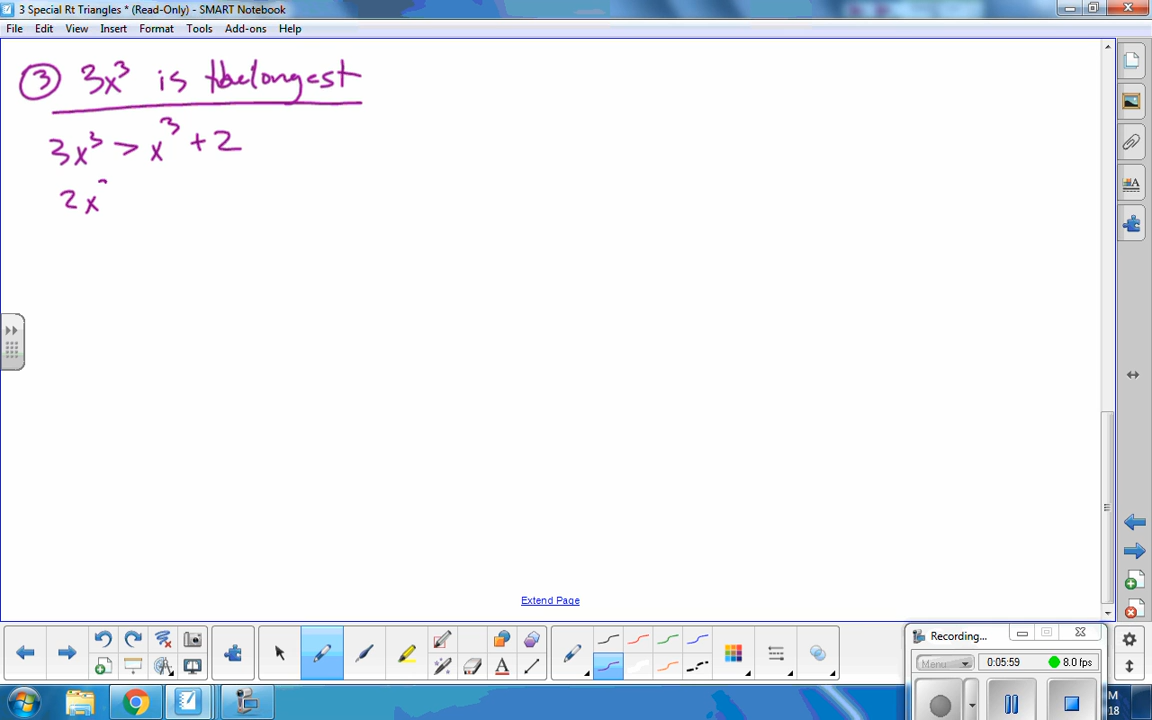 3 Special Rt Triangles * (Read-Only) - SMART Notebook
File Edit View Insert Format Tools Add-ons Help
③ 3x³ is the longest
3x³ > x³ + 2
2x
Extend Page
Recording...
Menu 0:05:59 8.0 fps
M
18